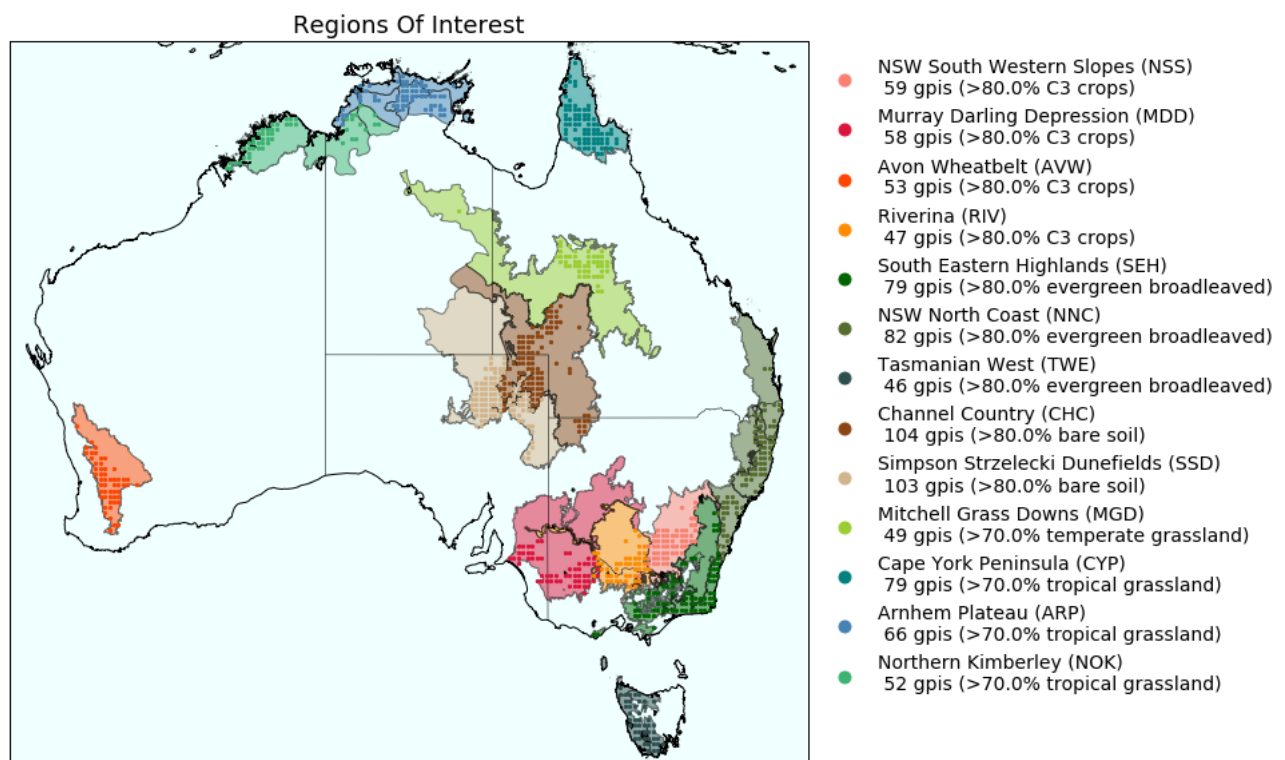 Regions Of Interest
NSW South Western Slopes (NSS)
59 gpis (>80.0% C3 crops)
Murray Darling Depression (MDD)
58 gpis (>80.0% C3 crops)
Avon Wheatbelt (AVW)
53 gpis (>80.0% C3 crops)
Riverina (RIV)
47 gpis (>80.0% C3 crops)
South Eastern Highlands (SEH)
79 gpis (>80.0% evergreen broadleaved)
NSW North Coast (NNC)
82 gpis (>80.0% evergreen broadleaved)
Tasmanian West (TWE)
46 gpis (>80.0% evergreen broadleaved)
Channel Country (CHC)
104 gpis (>80.0% bare soil)
Simpson Strzelecki Dunefields (SSD)
103 gpis (>80.0% bare soil)
Mitchell Grass Downs (MGD)
49 gpis (>70.0% temperate grassland)
Cape York Peninsula (CYP)
79 gpis (>70.0% tropical grassland)
Arnhem Plateau (ARP)
66 gpis (>70.0% tropical grassland)
Northern Kimberley (NOK)
52 gpis (>70.0% tropical grassland)